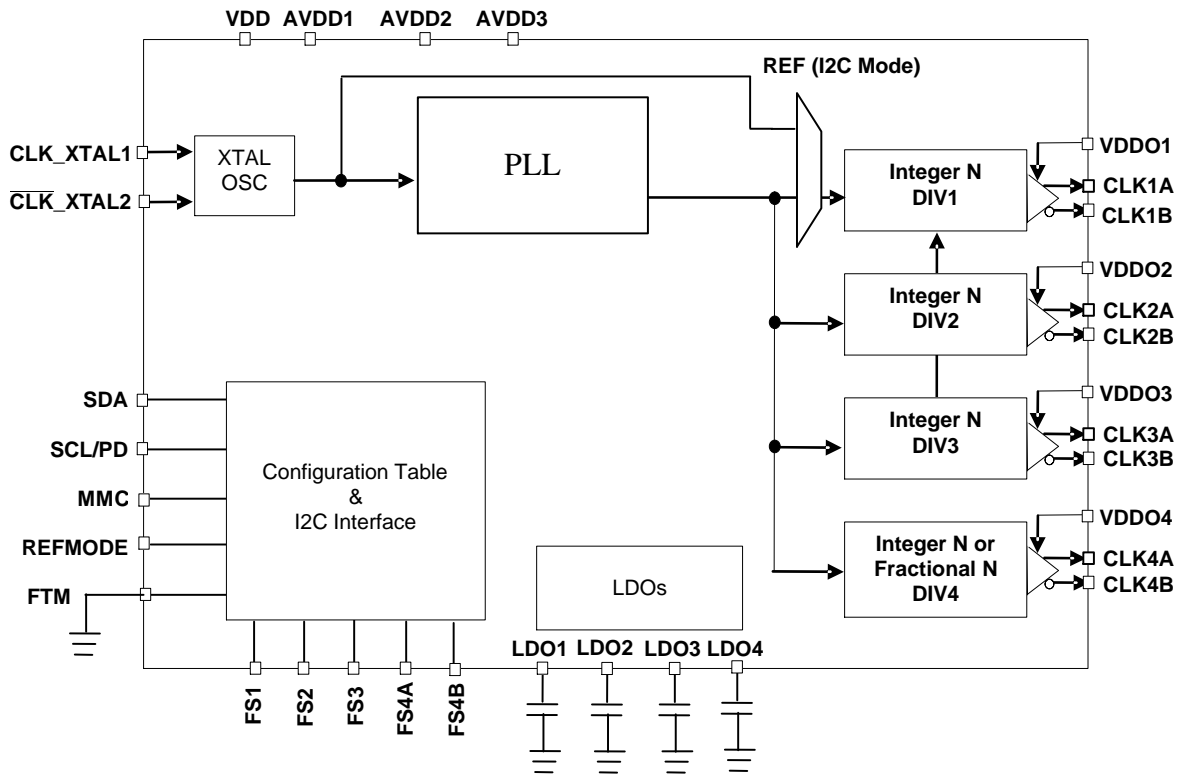 VDD AVDD1 AVDD2 AVDD3
REF (I2C Mode)
CLK_XTAL1
CLK_XTAL2
XTAL
OSC
PLL
Integer N
DIV1
VDDO1
CLK1A
CLK1B
Integer N
DIV2
VDDO2
CLK2A
CLK2B
Integer N
DIV3
VDDO3
CLK3A
CLK3B
Integer N or
Fractional N
DIV4
VDDO4
CLK4A
CLK4B
SDA
SCL/PD
MMC
REFMODE
FTM
Configuration Table
&
I2C Interface
LDOs
LDO1 LDO2 LDO3 LDO4
FS1
FS2
FS3
FS4A
FS4B